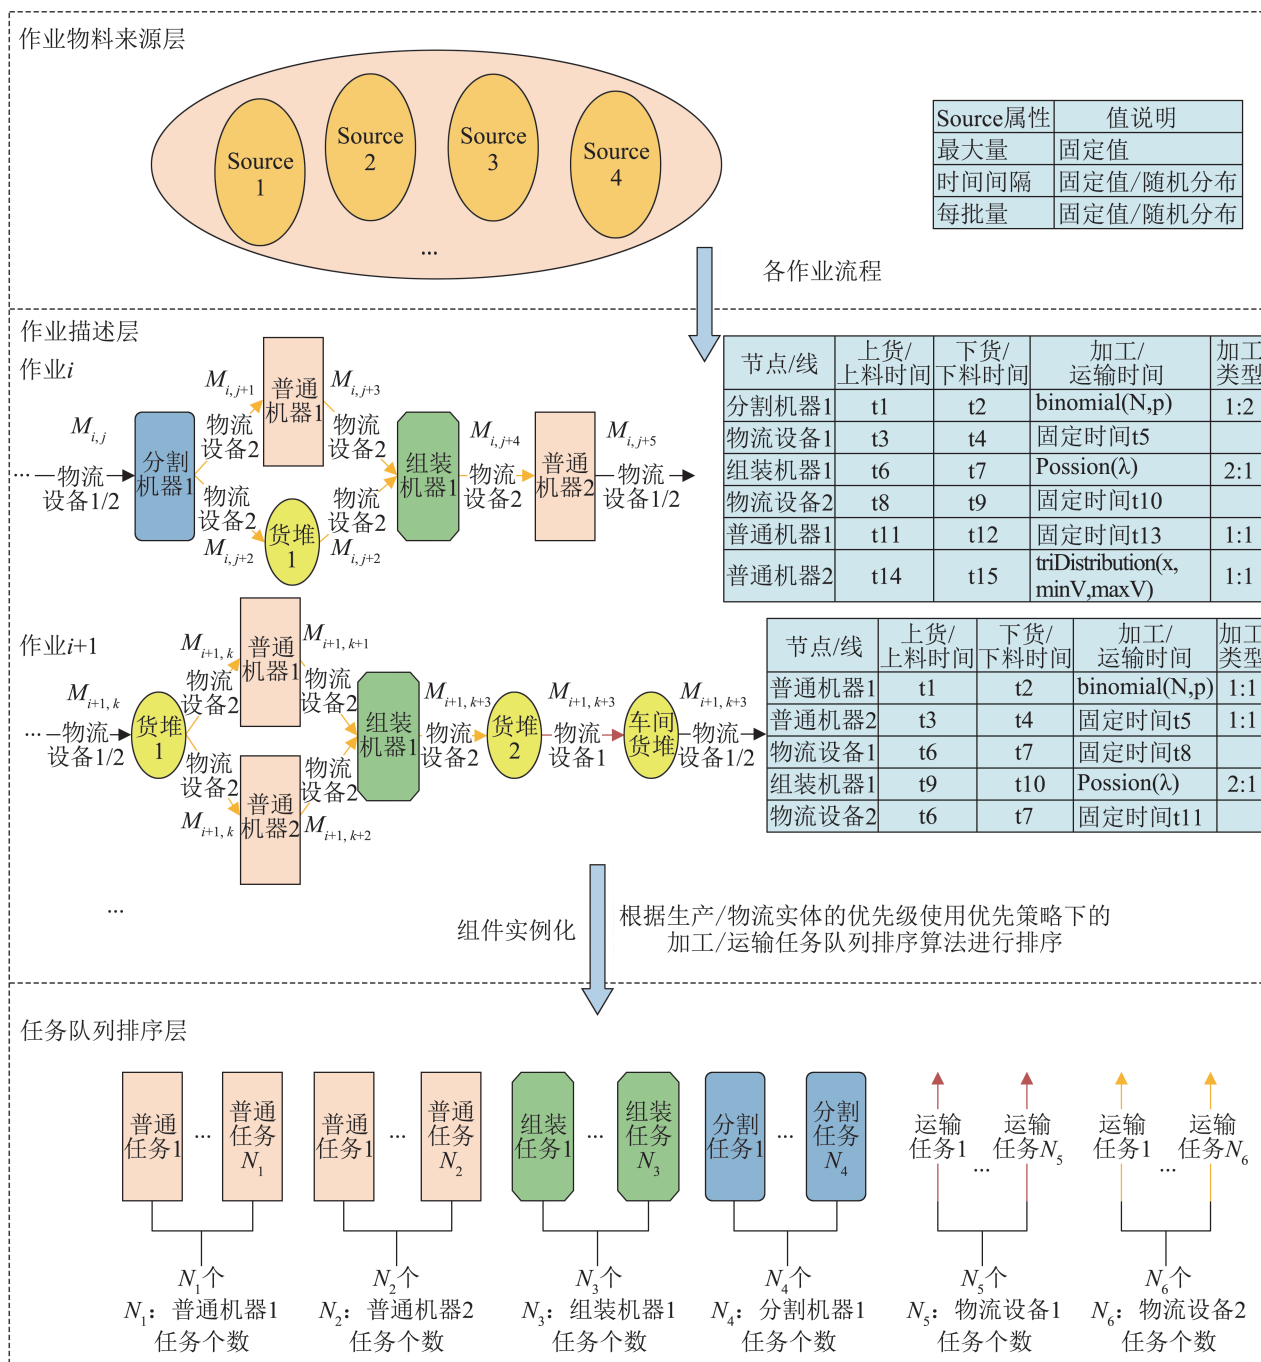 作业物料来源层
Source
1
Source
2
Source
3
Source
4
...
Source属性 值说明
最大量 固定值
时间间隔 固定值/随机分布
每批量 固定值/随机分布
各作业流程
作业描述层
作业i
M_{i,j}
... 物流
设备1/2
分割
机器1
M_{i,j+1}
物流
设备2
普通
机器1
M_{i,j+3}
物流
设备2
物流
设备2
M_{i,j+2}
货堆
1
物流
设备2
M_{i,j+2}
组装
机器1
M_{i,j+4}
物流
设备2
普通
机器2
M_{i,j+5}
物流
设备1/2
节点/线 上货/上料时间 下货/下料时间 加工/运输时间 加工类型
分割机器1 t1 t2 binomial(N,p) 1:2
物流设备1 t3 t4 固定时间t5
组装机器1 t6 t7 Possion(λ) 2:1
物流设备2 t8 t9 固定时间t10
普通机器1 t11 t12 固定时间t13 1:1
普通机器2 t14 t15 triDistribution(x,minV,maxV) 1:1
作业i+1
M_{i+1,k}
... 物流
设备1/2
货堆
1
M_{i+1,k}
物流
设备2
普通
机器1
M_{i+1,k+1}
物流
设备2
物流
设备2
M_{i+1,k}
普通
机器2
物流
设备2
M_{i+1,k+2}
组装
机器1
M_{i+1,k+3}
物流
设备2
货堆
2
M_{i+1,k+3}
物流
设备1
车间
货堆
M_{i+1,k+3}
物流
设备1/2
节点/线 上货/上料时间 下货/下料时间 加工/运输时间 加工类型
普通机器1 t1 t2 binomial(N,p) 1:1
普通机器2 t3 t4 固定时间t5 1:1
物流设备1 t6 t7 固定时间t8
组装机器1 t9 t10 Possion(λ) 2:1
物流设备2 t6 t7 固定时间t11
...
组件实例化
根据生产/物流实体的优先级使用优先策略下的
加工/运输任务队列排序算法进行排序
任务队列排序层
普通
任务1
...
普通
任务
N₁
普通
任务1
...
普通
任务
N₂
组装
任务1
...
组装
任务
N₃
分割
任务1
...
分割
任务
N₄
运输
任务1
...
运输
任务N₅
运输
任务1
...
运输
任务N₆
N₁个
N₁：普通机器1
任务个数
N₂个
N₂：普通机器2
任务个数
N₃个
N₃：组装机器1
任务个数
N₄个
N₄：分割机器1
任务个数
N₅个
N₅：物流设备1
任务个数
N₆个
N₆：物流设备2
任务个数